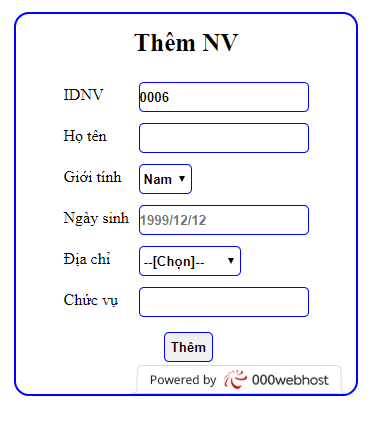 Thêm NV
IDNV 0006
Họ tên
Giới tính Nam
Ngày sinh 1999/12/12
Địa chỉ --[Chọn]--
Chức vụ
Thêm
Powered by 000webhost